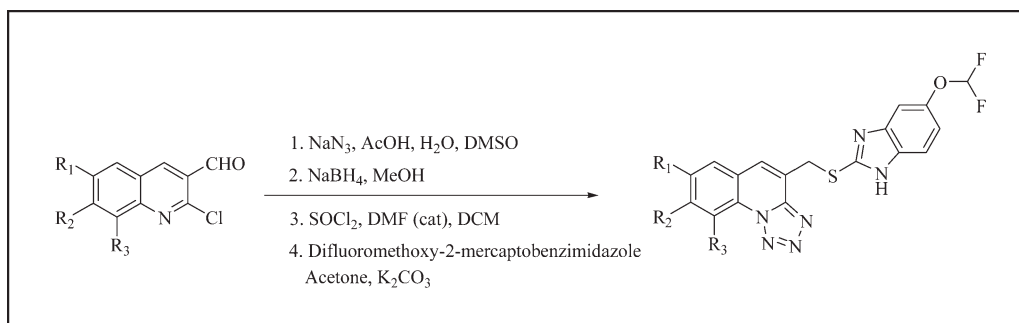 R₁
R₂
R₃
CHO
N
Cl
1. NaN₃, AcOH, H₂O, DMSO
2. NaBH₄, MeOH
3. SOCl₂, DMF (cat), DCM
4. Difluoromethoxy-2-mercaptobenzimidazole
Acetone, K₂CO₃
R₁
R₂
R₃
N
N
N
N
S
N
N
H
O
F
F